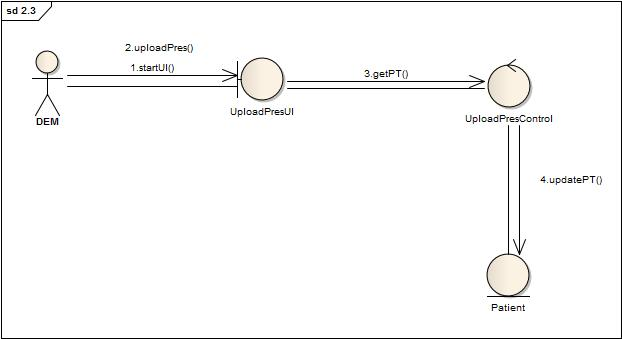 sd 2.3
2.uploadPres()
1.startUI()
3.getPT()
DEM
UploadPresUI
UploadPresControl
4.updatePT()
Patient